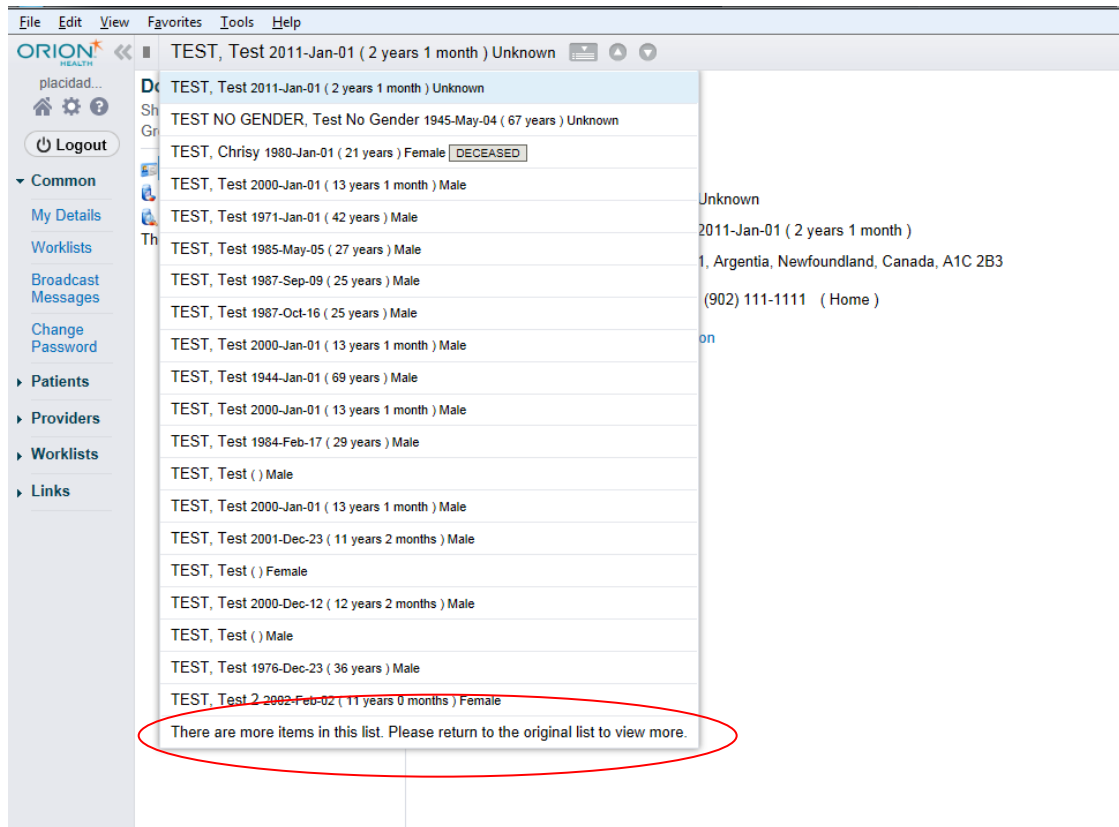 File Edit View Favorites Tools Help
ORION HEALTH
TEST, Test 2011-Jan-01 ( 2 years 1 month ) Unknown
placidad...
Logout
Common
My Details
Worklists
Broadcast
Messages
Change
Password
Patients
Providers
Worklists
Links
Do
Sh
Gr
Th
TEST, Test 2011-Jan-01 ( 2 years 1 month ) Unknown
TEST NO GENDER, Test No Gender 1945-May-04 ( 67 years ) Unknown
TEST, Chrisy 1980-Jan-01 ( 21 years ) Female DECEASED
TEST, Test 2000-Jan-01 ( 13 years 1 month ) Male
TEST, Test 1971-Jan-01 ( 42 years ) Male
TEST, Test 1985-May-05 ( 27 years ) Male
TEST, Test 1987-Sep-09 ( 25 years ) Male
TEST, Test 1987-Oct-16 ( 25 years ) Male
TEST, Test 2000-Jan-01 ( 13 years 1 month ) Male
TEST, Test 1944-Jan-01 ( 69 years ) Male
TEST, Test 2000-Jan-01 ( 13 years 1 month ) Male
TEST, Test 1984-Feb-17 ( 29 years ) Male
TEST, Test ( ) Male
TEST, Test 2000-Jan-01 ( 13 years 1 month ) Male
TEST, Test 2001-Dec-23 ( 11 years 2 months ) Male
TEST, Test ( ) Female
TEST, Test 2000-Dec-12 ( 12 years 2 months ) Male
TEST, Test ( ) Male
TEST, Test 1976-Dec-23 ( 36 years ) Male
TEST, Test 2 2002-Feb-02 ( 11 years 0 months ) Female
There are more items in this list. Please return to the original list to view more.
Unknown
2011-Jan-01 ( 2 years 1 month )
1, Argentia, Newfoundland, Canada, A1C 2B3
(902) 111-1111 ( Home )
on